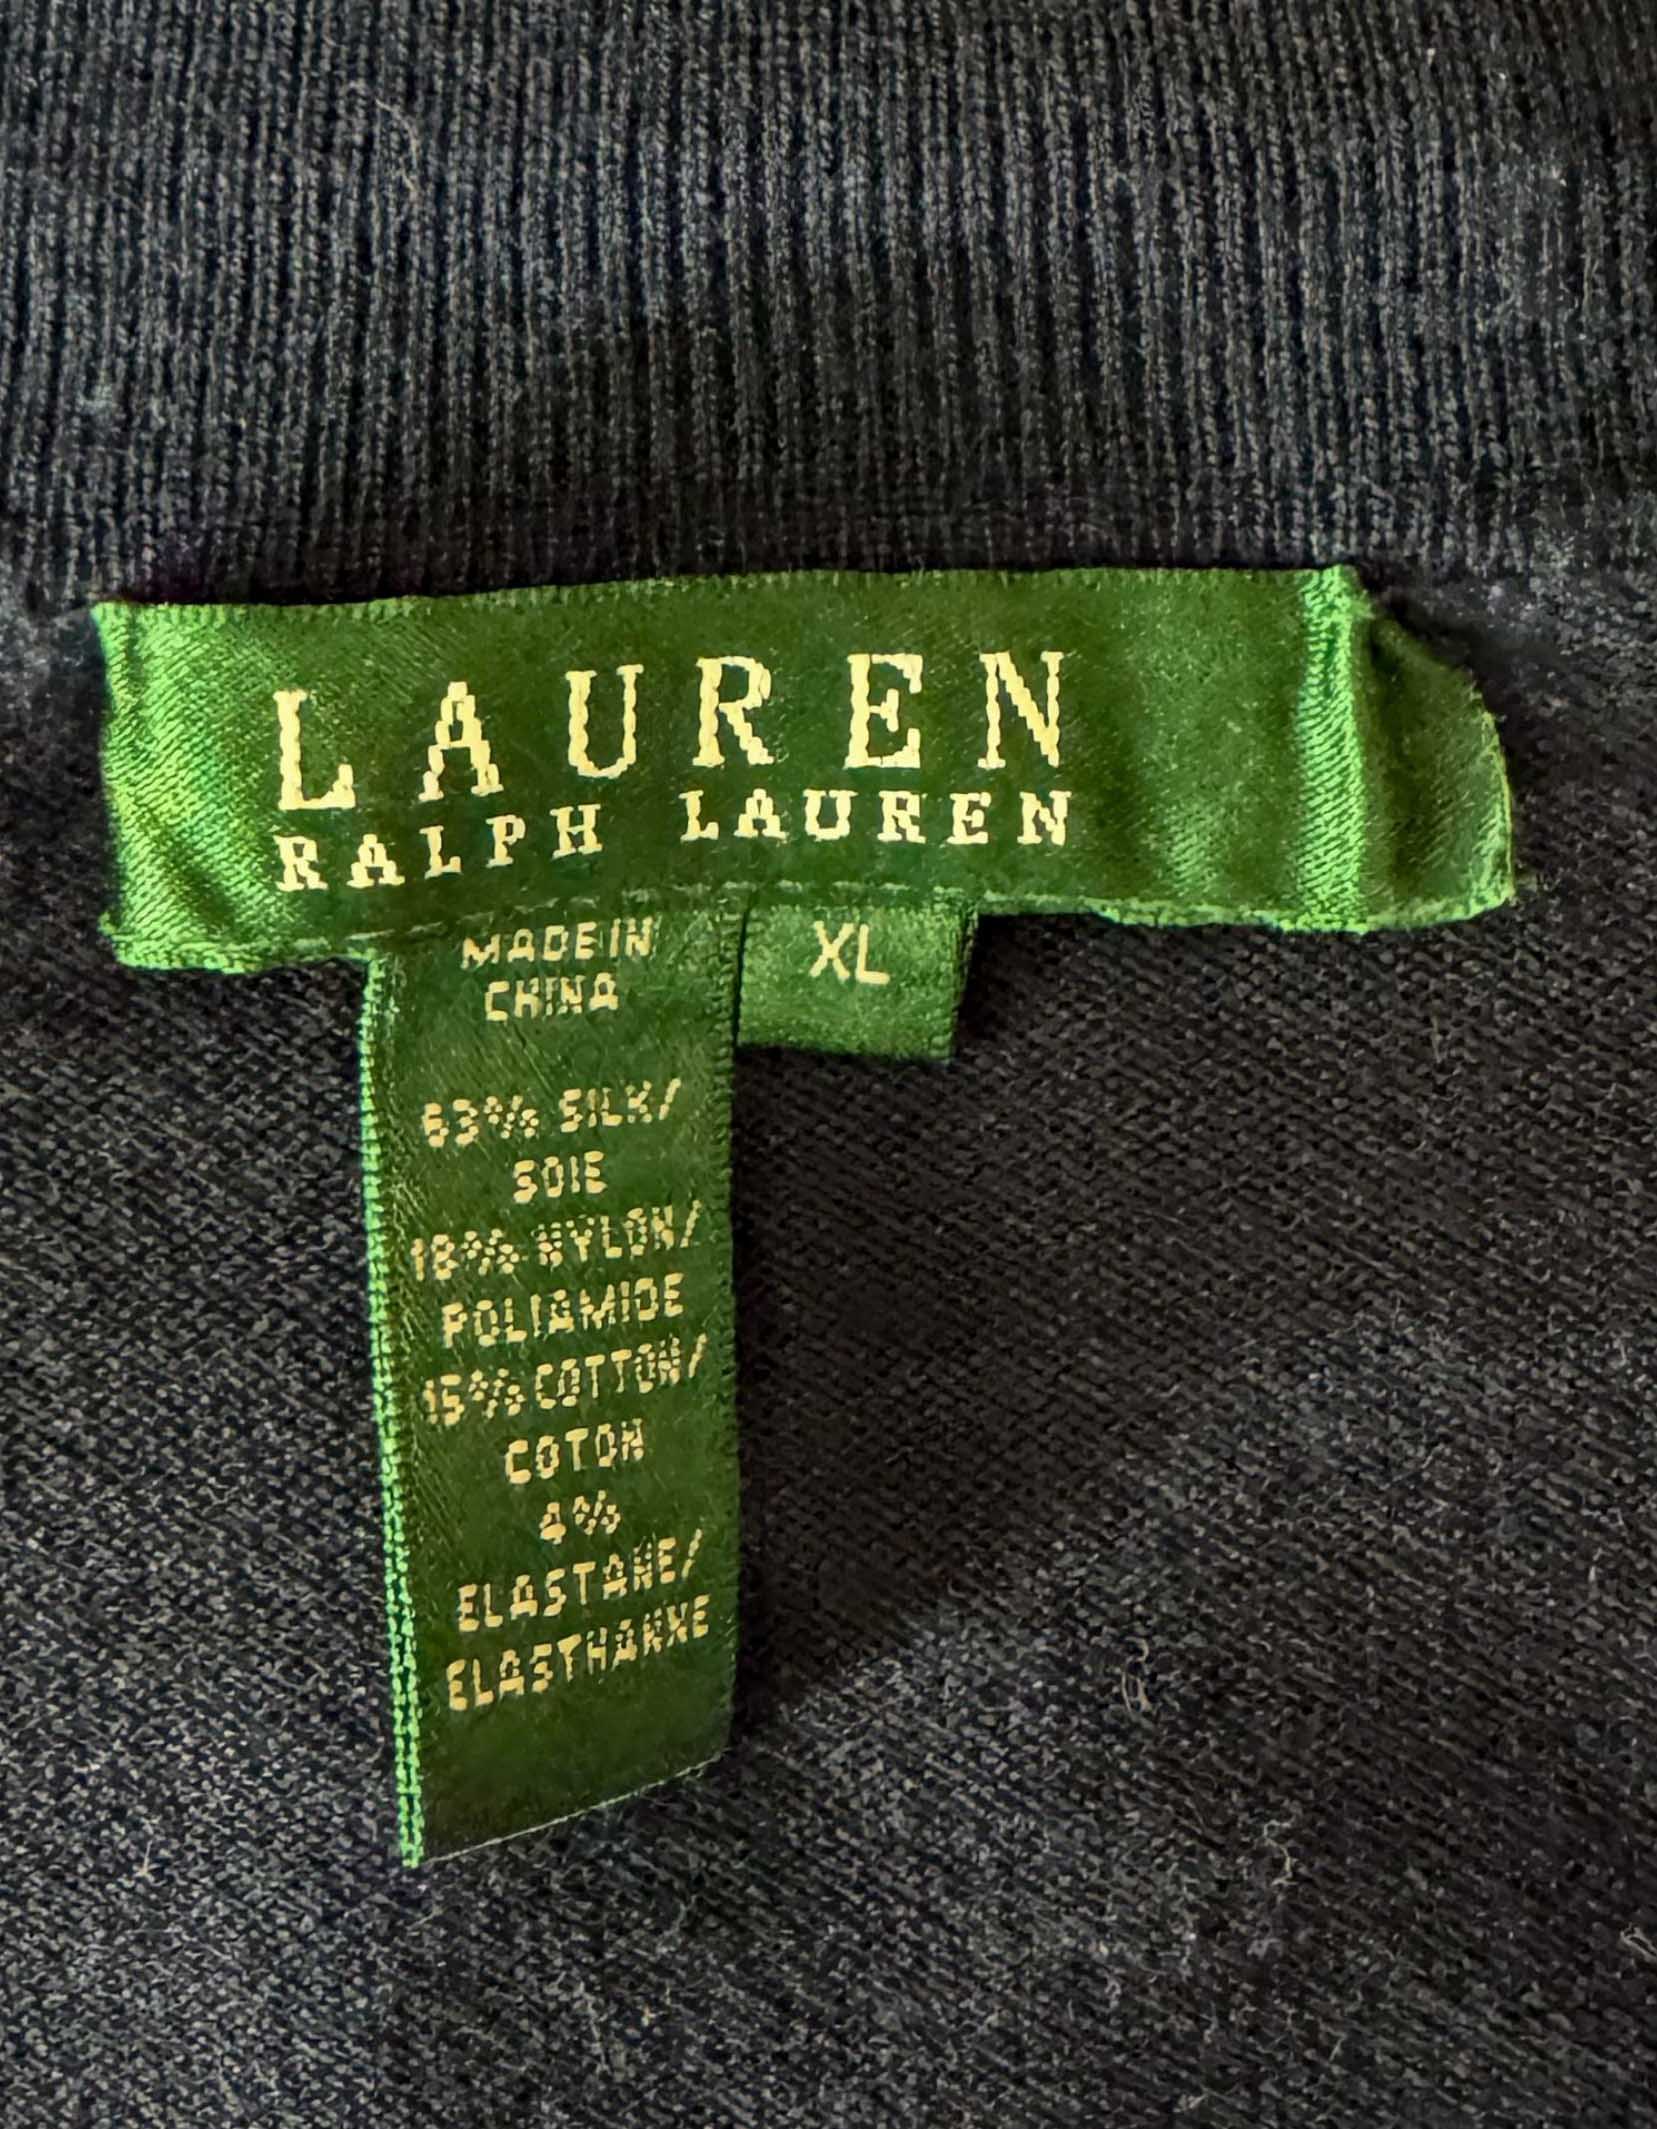 LAUREN
RALPH LAUREN
MADE IN
CHINA
XL
63% SILK/
SOIE
18% NYLON/
POLIAMIDE
15% COTTON/
COTON
4%
ELASTANE/
ELASTHANNE